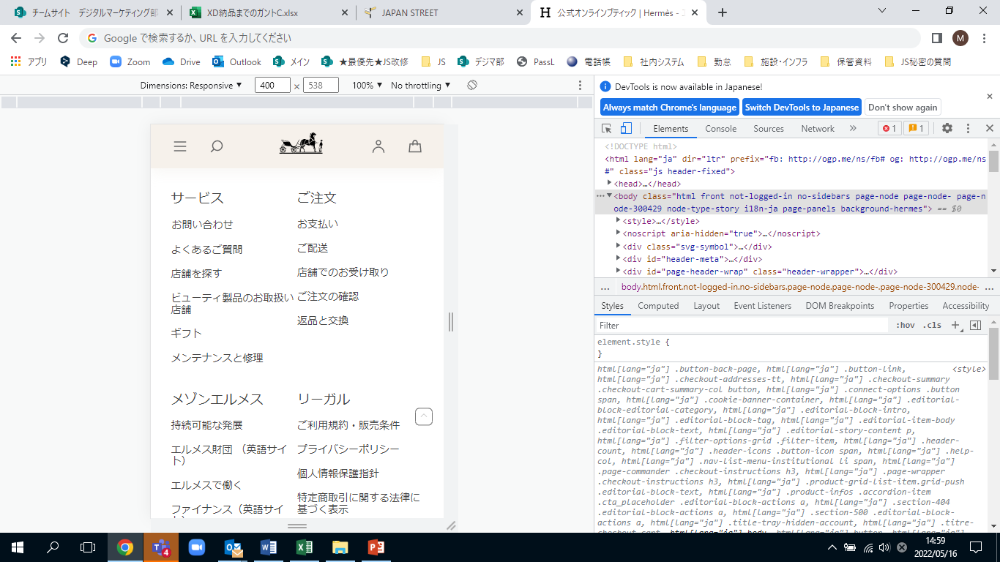 チームサイト　デジタルマーケティング部
XD納品までのガントC.xlsx
JAPAN STREET
公式オンラインブティック | Hermès -
Google で検索するか、URL を入力してください
M
アプリ
Deep
Zoom
Drive
Outlook
メイン
★最優先★JS改修
JS
デジマ部
PassL
電話帳
社内システム
勤怠
施設・インフラ
保管資料
JS秘密の質問
Dimensions: Responsive
400 × 538
100%
No throttling
DevTools is now available in Japanese!
Always match Chrome's language
Switch DevTools to Japanese
Don't show again
Elements
Console
Sources
Network
1
1
サービス
お問い合わせ
よくあるご質問
店舗を探す
ビューティ製品のお取扱い
店舗
ギフト
メンテナンスと修理
ご注文
お支払い
ご配送
店舗でのお受け取り
ご注文の確認
返品と交換
メゾンエルメス
持続可能な発展
エルメス財団 （英語サイ
ト）
エルメスで働く
ファイナンス（英語サイ
リーガル
ご利用規約・販売条件
プライバシーポリシー
個人情報保護指針
特定商取引に関する法律に
基づく表示
<!DOCTYPE html>
<html lang="ja" dir="ltr" prefix="fb: http://ogp.me/ns/fb# og: http://ogp.me/ns
#" class="js header-fixed">
<head>…</head>
<body class="html front not-logged-in no-sidebars page-node page-node- page-n
ode-300429 node-type-story i18n-ja page-panels background-hermes"> == $0
<style>…</style>
<noscript aria-hidden="true">…</noscript>
<div class="svg-symbol">…</div>
<div id="header-meta">…</div>
<div id="page-header-wrap" class="header-wrapper">…</div>
... body.html.front.not-logged-in.no-sidebars.page-node.page-node-.page-node-300429.node- ...
Styles
Computed
Layout
Event Listeners
DOM Breakpoints
Properties
Accessibility
Filter
:hov
.cls
element.style {
}
html[lang="ja"] .button-back-page, html[lang="ja"] .button-link, <style>
html[lang="ja"] .checkout-addresses-tt, html[lang="ja"] .checkout-summary
.checkout-cart-summary-col button, html[lang="ja"] .connect-options .button
span, html[lang="ja"] .cookie-banner-container, html[lang="ja"] .editorial-
block-editorial-category, html[lang="ja"] .editorial-block-intro,
html[lang="ja"] .editorial-block-tag, html[lang="ja"] .editorial-item-body
.editorial-block-text, html[lang="ja"] .editorial-story-content p,
html[lang="ja"] .filter-options-grid .filter-item, html[lang="ja"] .header-
count, html[lang="ja"] .header-icons .button-icon span, html[lang="ja"] .help-
col, html[lang="ja"] .nav-list-menu-institutional li span, html[lang="ja"]
.page-commander .checkout-instructions h3, html[lang="ja"] .page-wrapper
.checkout-instructions h3, html[lang="ja"] .product-grid-list-item.grid-push
.editorial-block-text, html[lang="ja"] .product-infos .accordion-item
.cta_placeholder .editorial-block-actions a, html[lang="ja"] .section-404
.editorial-block-actions a, html[lang="ja"] .section-500 .editorial-block-
actions a, html[lang="ja"] .title-tray-hidden-account, html[lang="ja"] .titre-
4
14:59
2022/05/16